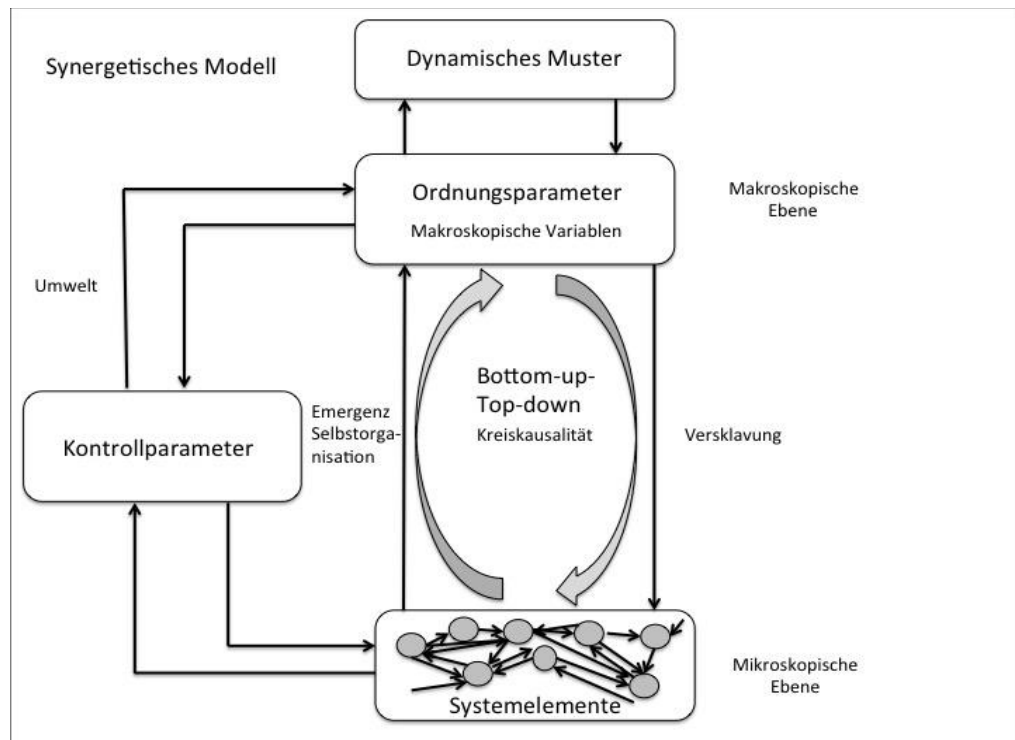 Synergetisches Modell
Dynamisches Muster
Ordnungsparameter
Makroskopische Variablen
Makroskopische
Ebene
Umwelt
Kontrollparameter
Emergenz
Selbstorga-
nisation
Bottom-up-
Top-down
Kreiskausalität
Versklavung
Systemelemente
Mikroskopische
Ebene